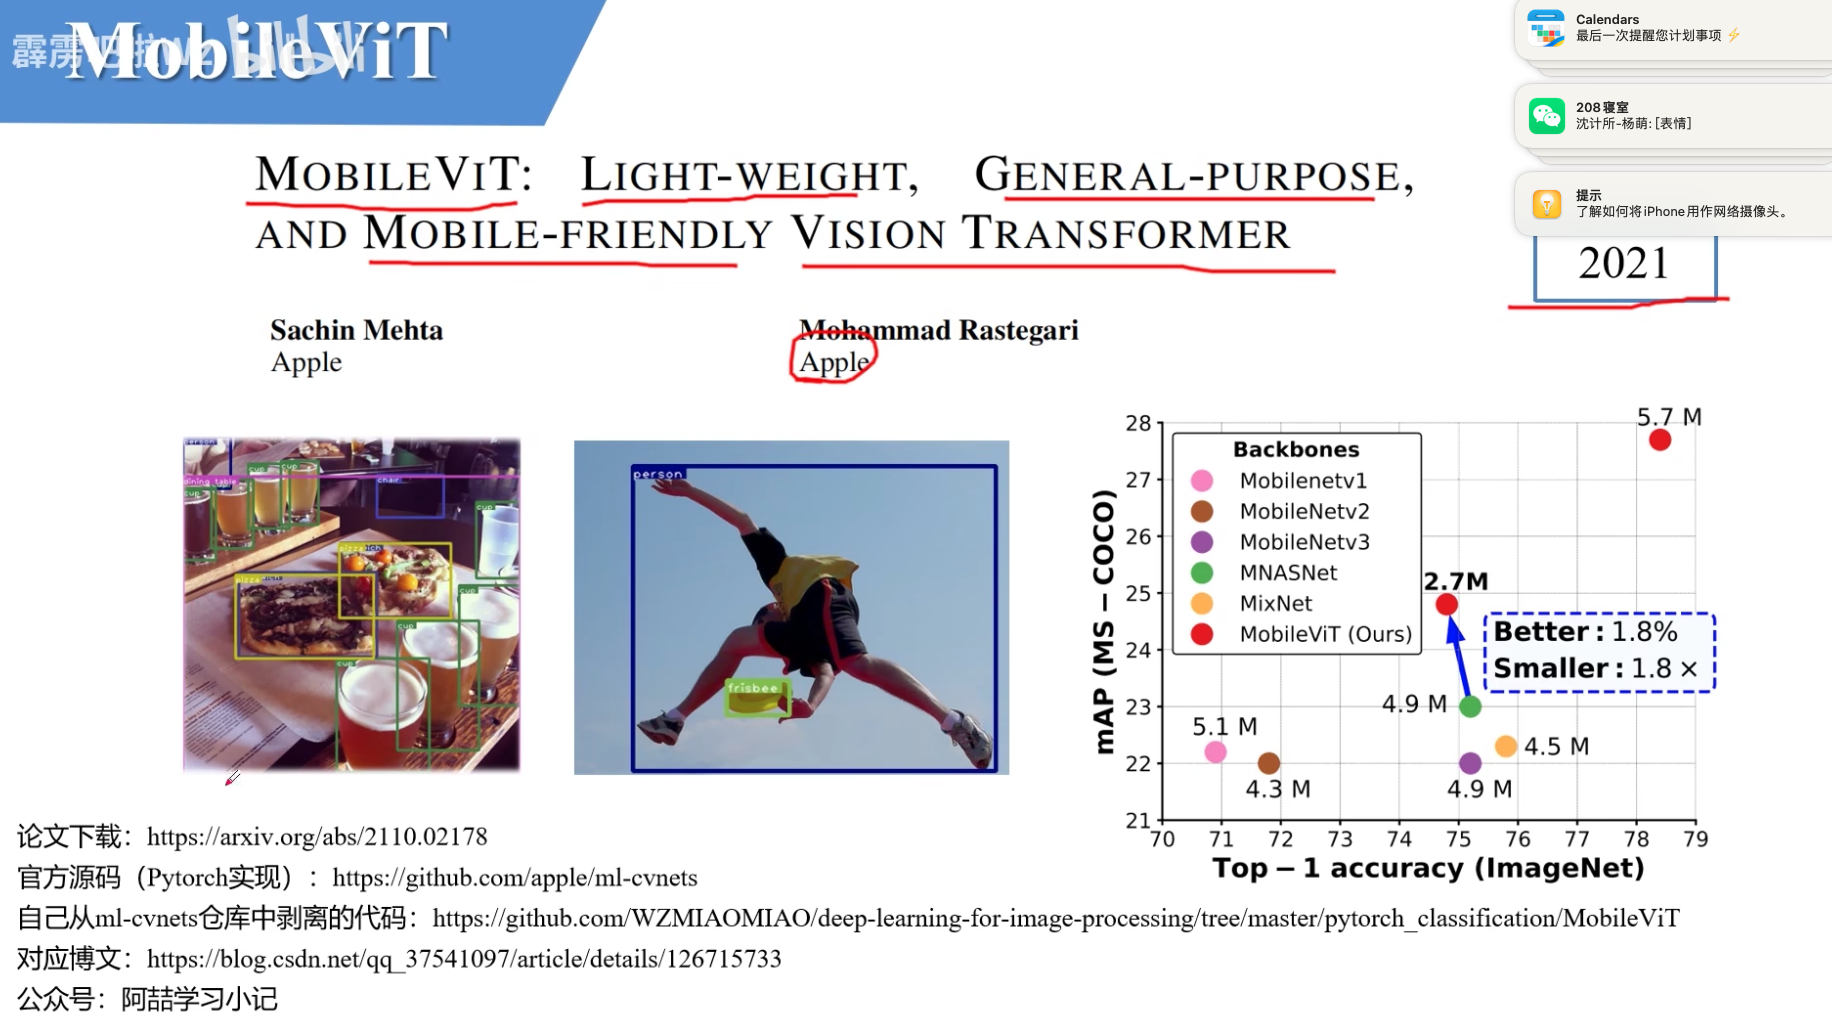 MobileViT
霹雳吧啦Wz
bilibili
Calendars
最后一次提醒您计划事项 ⚡
208寝室
沈计所-杨萌: [表情]
提示
了解如何将iPhone用作网络摄像头。
MOBILEVIT: LIGHT-WEIGHT, GENERAL-PURPOSE,
AND MOBILE-FRIENDLY VISION TRANSFORMER
2021
Sachin Mehta
Apple
Mohammad Rastegari
Apple
person
cup
cup
dining table
cup
chair
cup
pizza
pizza
cup
cup
cup
person
frisbee
28
27
26
25
24
23
22
21
mAP (MS − COCO)
Backbones
Mobilenetv1
MobileNetv2
MobileNetv3
MNASNet
MixNet
MobileViT (Ours)
5.7 M
2.7M
Better : 1.8%
Smaller : 1.8 ×
4.9 M
5.1 M
4.5 M
4.3 M
4.9 M
70 71 72 73 74 75 76 77 78 79
Top − 1 accuracy (ImageNet)
论文下载：https://arxiv.org/abs/2110.02178
官方源码（Pytorch实现）：https://github.com/apple/ml-cvnets
自己从ml-cvnets仓库中剥离的代码：https://github.com/WZMIAOMIAO/deep-learning-for-image-processing/tree/master/pytorch_classification/MobileViT
对应博文：https://blog.csdn.net/qq_37541097/article/details/126715733
公众号：阿喆学习小记